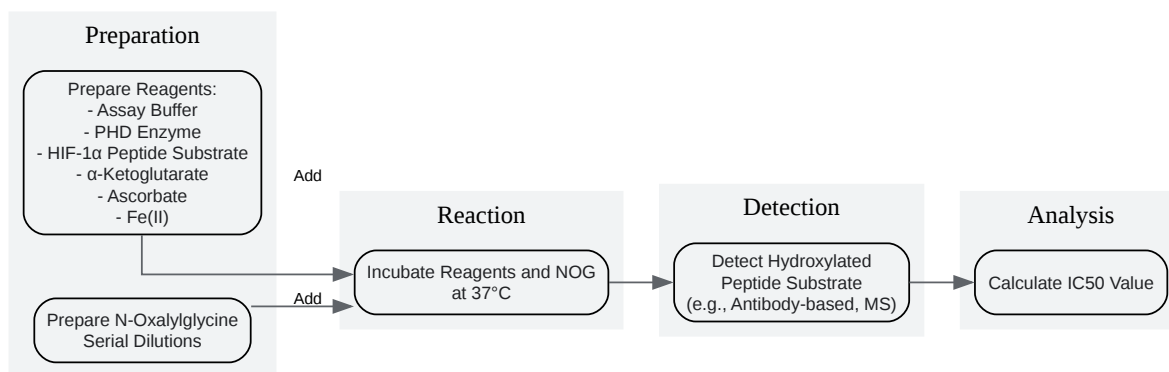 Preparation
Prepare Reagents:
- Assay Buffer
- PHD Enzyme
- HIF-1α Peptide Substrate
- α-Ketoglutarate
- Ascorbate
- Fe(II)
Prepare N-Oxalylglycine
Serial Dilutions
Add
Add
Reaction
Incubate Reagents and NOG
at 37°C
Detection
Detect Hydroxylated
Peptide Substrate
(e.g., Antibody-based, MS)
Analysis
Calculate IC50 Value